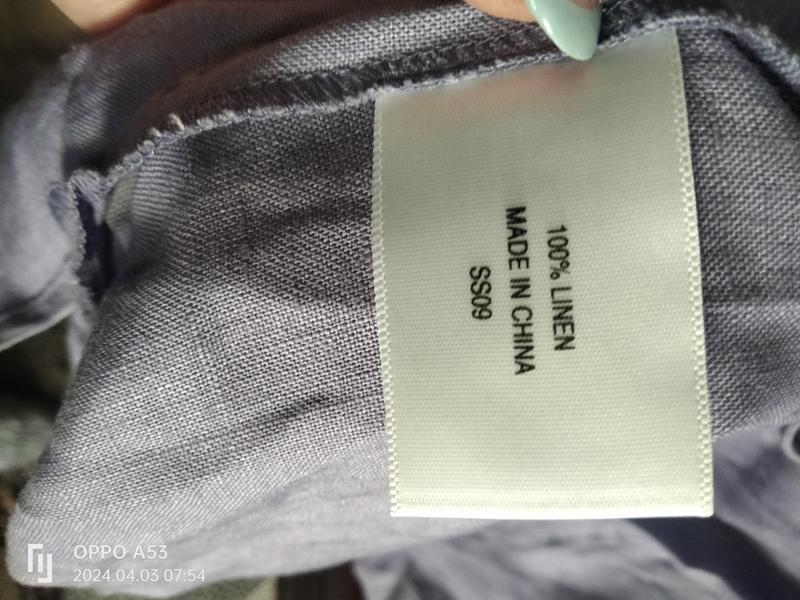 100% LINEN
MADE IN CHINA
SS09
OPPO A53
2024.04.03 07:54